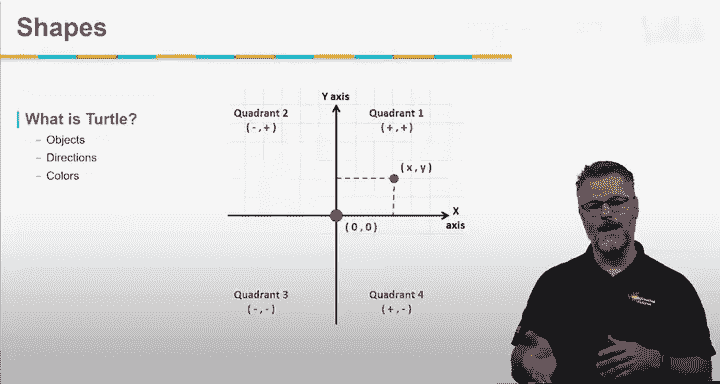 Shapes
What is Turtle?
– Objects
– Directions
– Colors
Y axis
Quadrant 2
(-,+)
Quadrant 1
(+,+)
(x,y)
X
axis
(0,0)
Quadrant 3
(-,-)
Quadrant 4
(+,-)